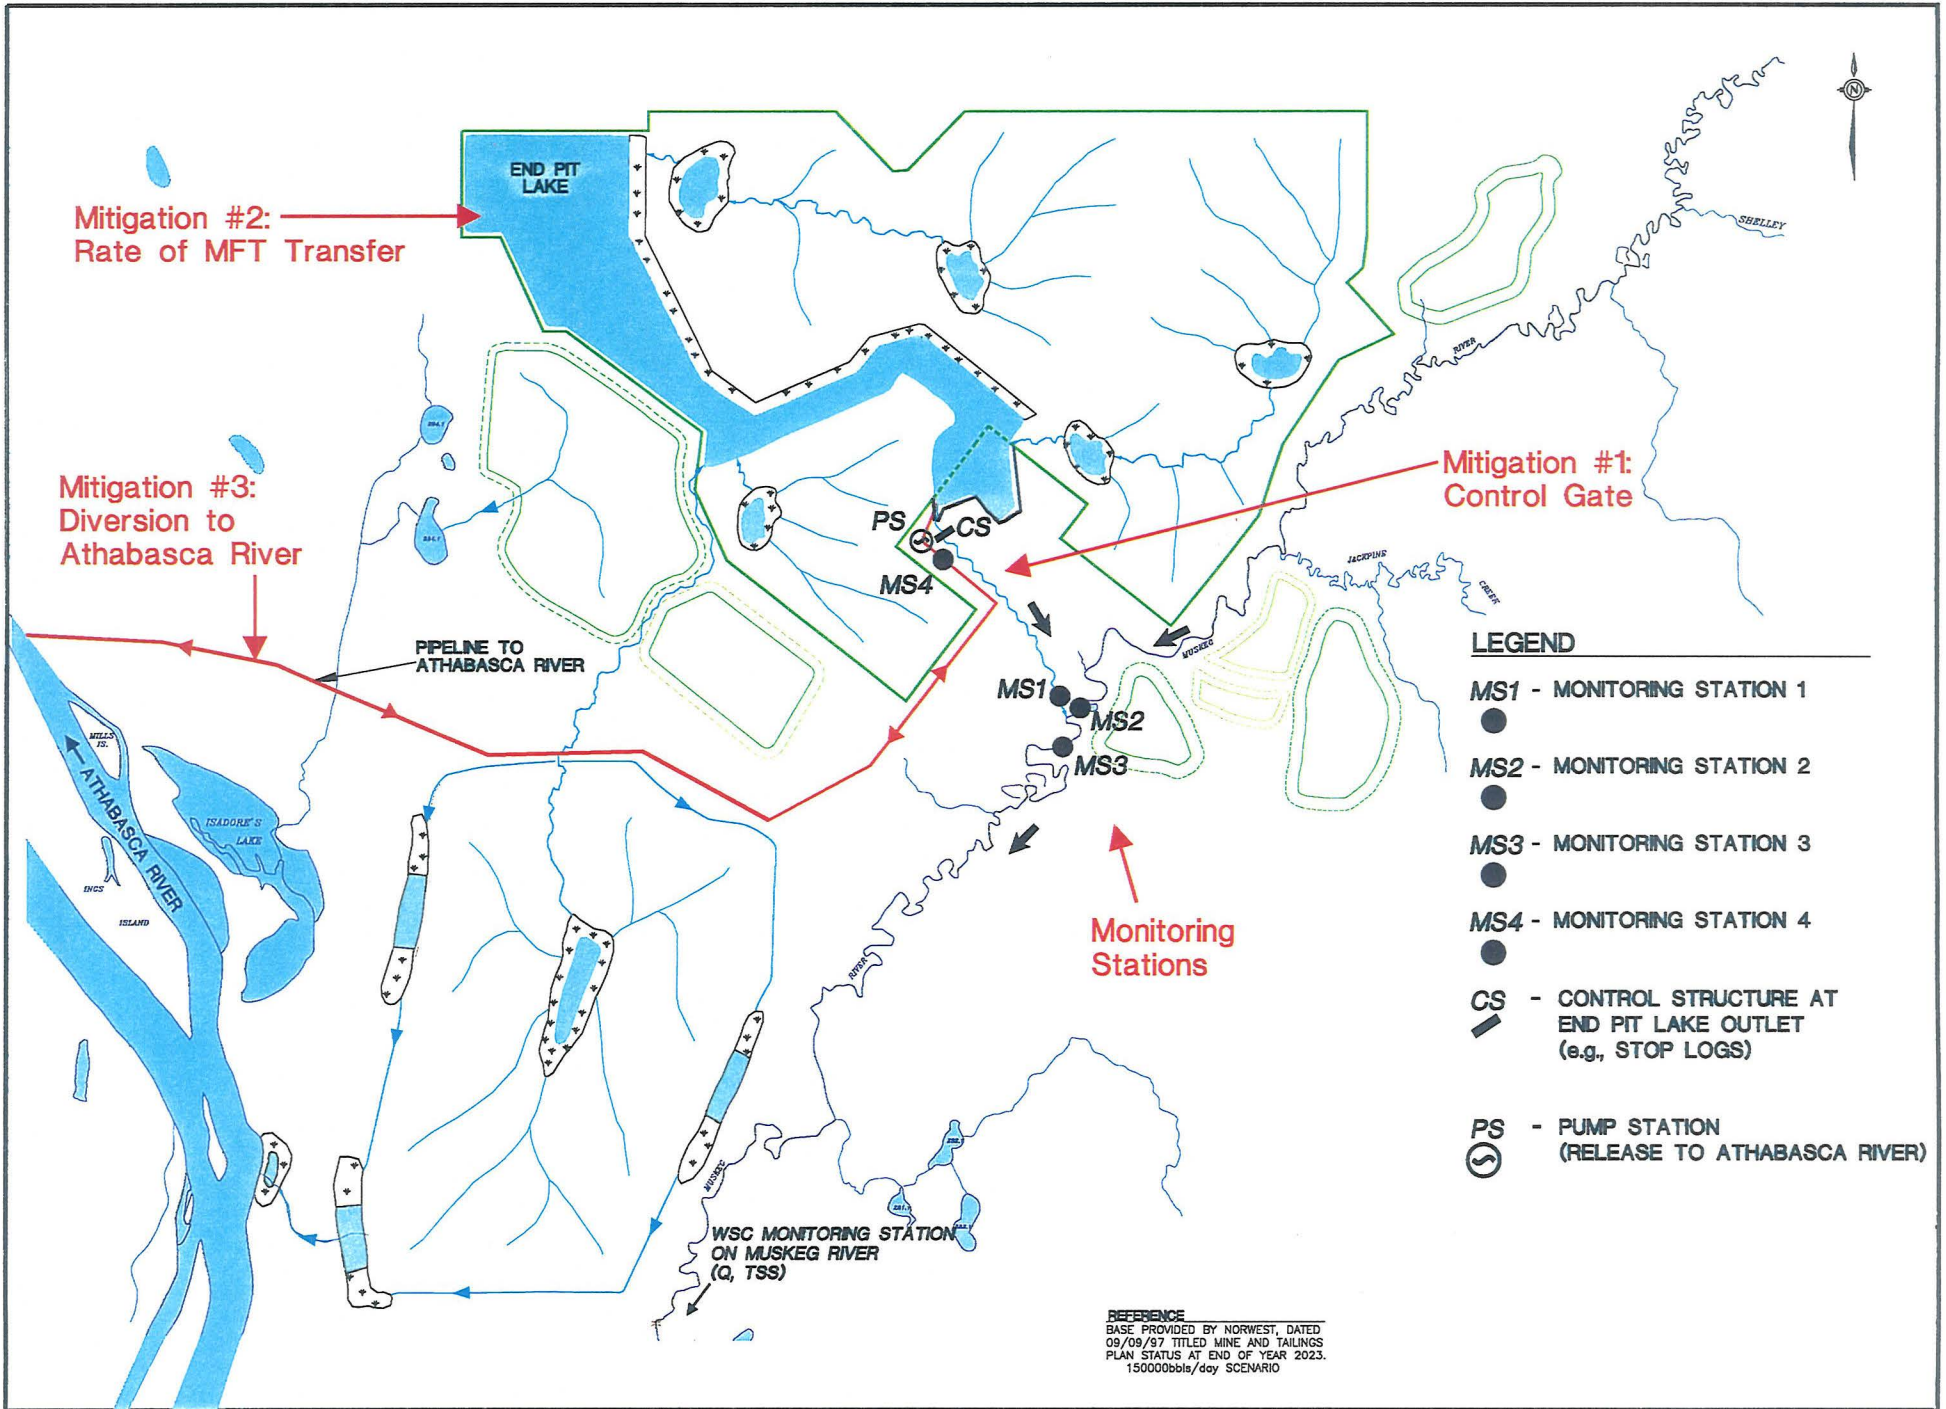 N
END PIT
LAKE
Mitigation #2:
Rate of MFT Transfer
SHELLEY
RIVER
Mitigation #3:
Diversion to
Athabasca River
Mitigation #1:
Control Gate
PS
CS
MS4
JACKPINE
CREEK
MUSKEG
PIPELINE TO
ATHABASCA RIVER
MS1
MS2
MS3
MILLS
IS.
ATHABASCA RIVER
ISADORE'S
LAKE
INGS
ISLAND
Monitoring
Stations
RIVER
MUSKEG
WSC MONITORING STATION
ON MUSKEG RIVER
(Q, TSS)
LEGEND
MS1 - MONITORING STATION 1
MS2 - MONITORING STATION 2
MS3 - MONITORING STATION 3
MS4 - MONITORING STATION 4
CS - CONTROL STRUCTURE AT
END PIT LAKE OUTLET
(e.g., STOP LOGS)
PS - PUMP STATION
(RELEASE TO ATHABASCA RIVER)
REFERENCE
BASE PROVIDED BY NORWEST, DATED
09/09/97 TITLED MINE AND TAILINGS
PLAN STATUS AT END OF YEAR 2023.
150000bbls/day SCENARIO